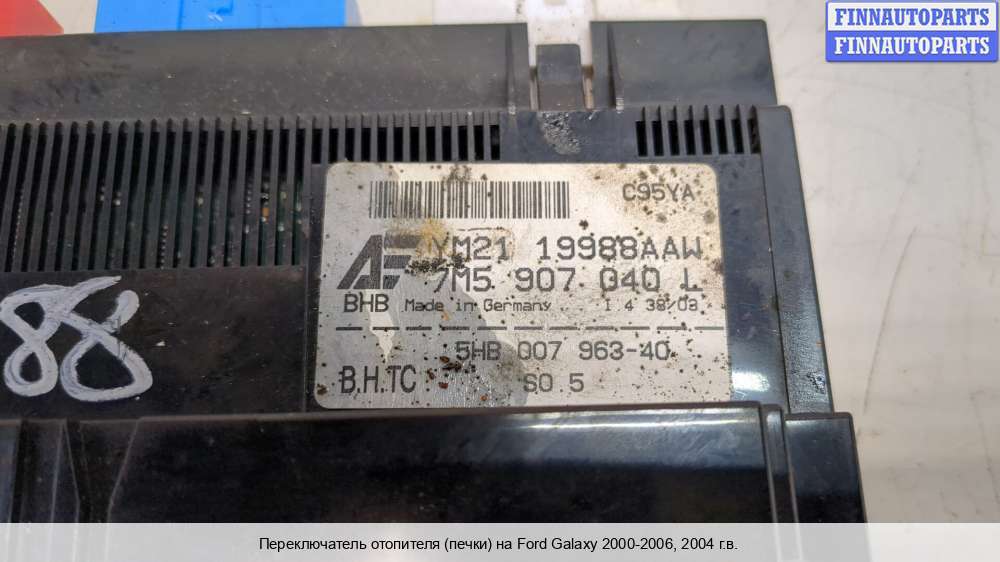 FINNAUTOPARTS
FINNAUTOPARTS
C95YA
YM21 19988AAW
7M5 907 040 L
BHB Made in Germany 1 4 38/03
5HB 007 963-40
B.H.TC SO 5
88
Переключатель отопителя (печки) на Ford Galaxy 2000-2006, 2004 г.в.